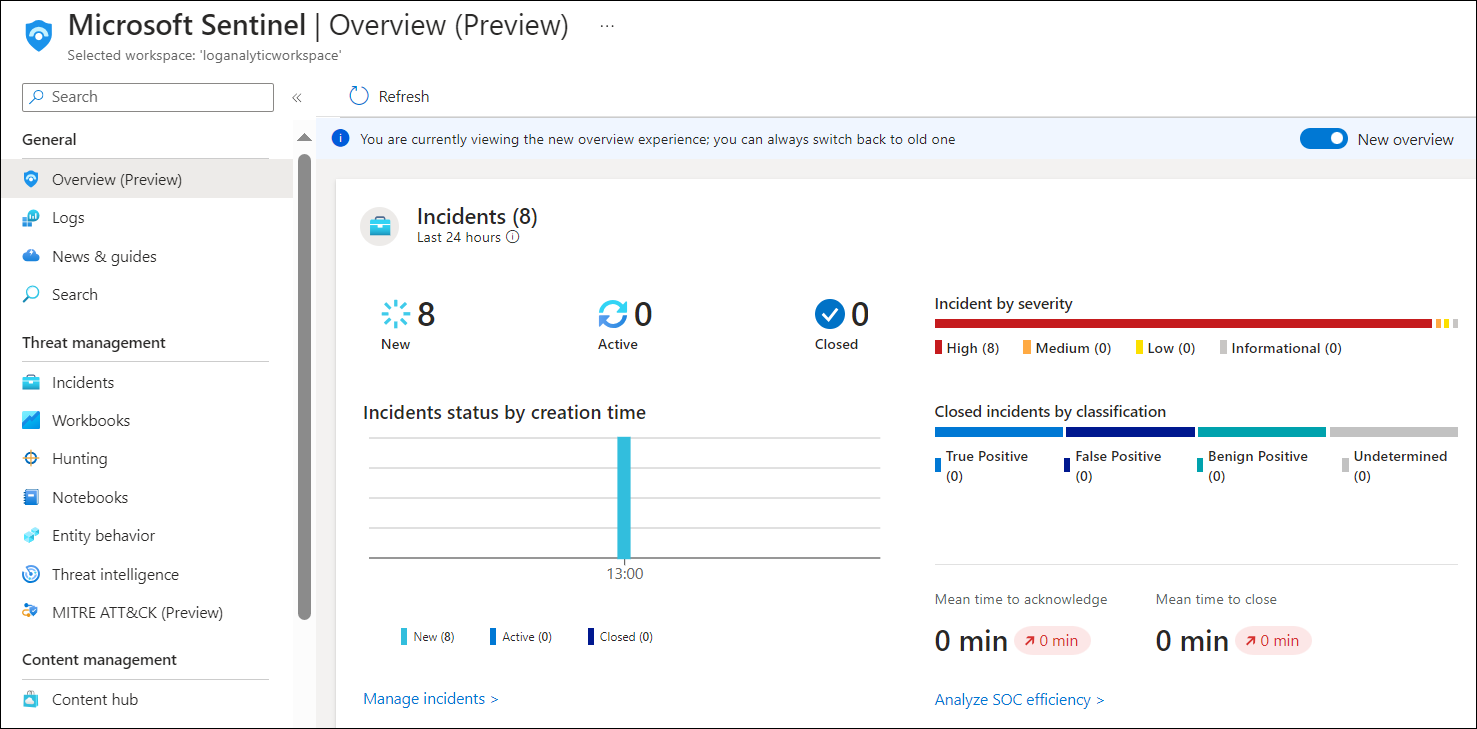 Microsoft Sentinel | Overview (Preview) ...
Selected workspace: 'loganalyticworkspace'
Search «
General
Overview (Preview)
Logs
News & guides
Search
Threat management
Incidents
Workbooks
Hunting
Notebooks
Entity behavior
Threat intelligence
MITRE ATT&CK (Preview)
Content management
Content hub
Refresh
You are currently viewing the new overview experience; you can always switch back to old one
New overview
Incidents (8)
Last 24 hours
8 0 0
New Active Closed
Incidents status by creation time
13:00
New (8) Active (0) Closed (0)
Manage incidents >
Incident by severity
High (8) Medium (0) Low (0) Informational (0)
Closed incidents by classification
True Positive False Positive Benign Positive Undetermined
(0) (0) (0) (0)
Mean time to acknowledge Mean time to close
0 min 0 min 0 min 0 min
Analyze SOC efficiency >